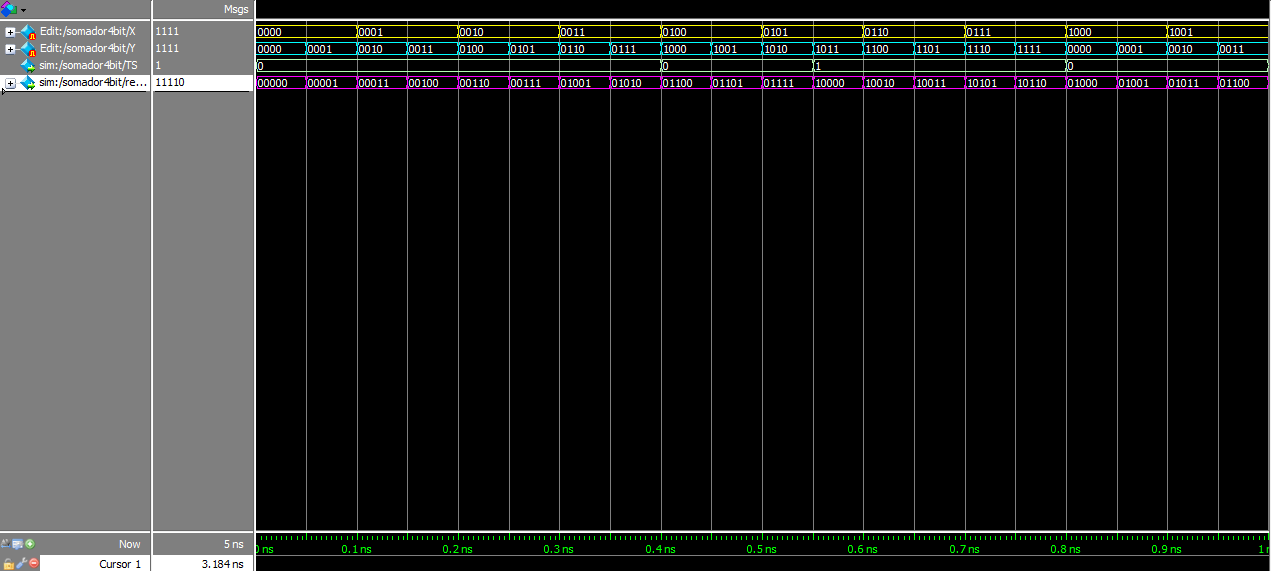 Msgs
Edit:/somador4bit/X 1111 0000 0001 0010 0011 0100 0101 0110 0111 1000 1001
Edit:/somador4bit/Y 1111 0000 0001 0010 0011 0100 0101 0110 0111 1000 1001 1010 1011 1100 1101 1110 1111 0000 0001 0010 0011
sim:/somador4bit/TS 1 0 0 1 0
sim:/somador4bit/re... 11110 00000 00001 00011 00100 00110 00111 01001 01010 01100 01101 01111 10000 10010 10011 10101 10110 01000 01001 01011 01100
Now 5 ns 0.1 ns 0.2 ns 0.3 ns 0.4 ns 0.5 ns 0.6 ns 0.7 ns 0.8 ns 0.9 ns
Cursor 1 3.184 ns